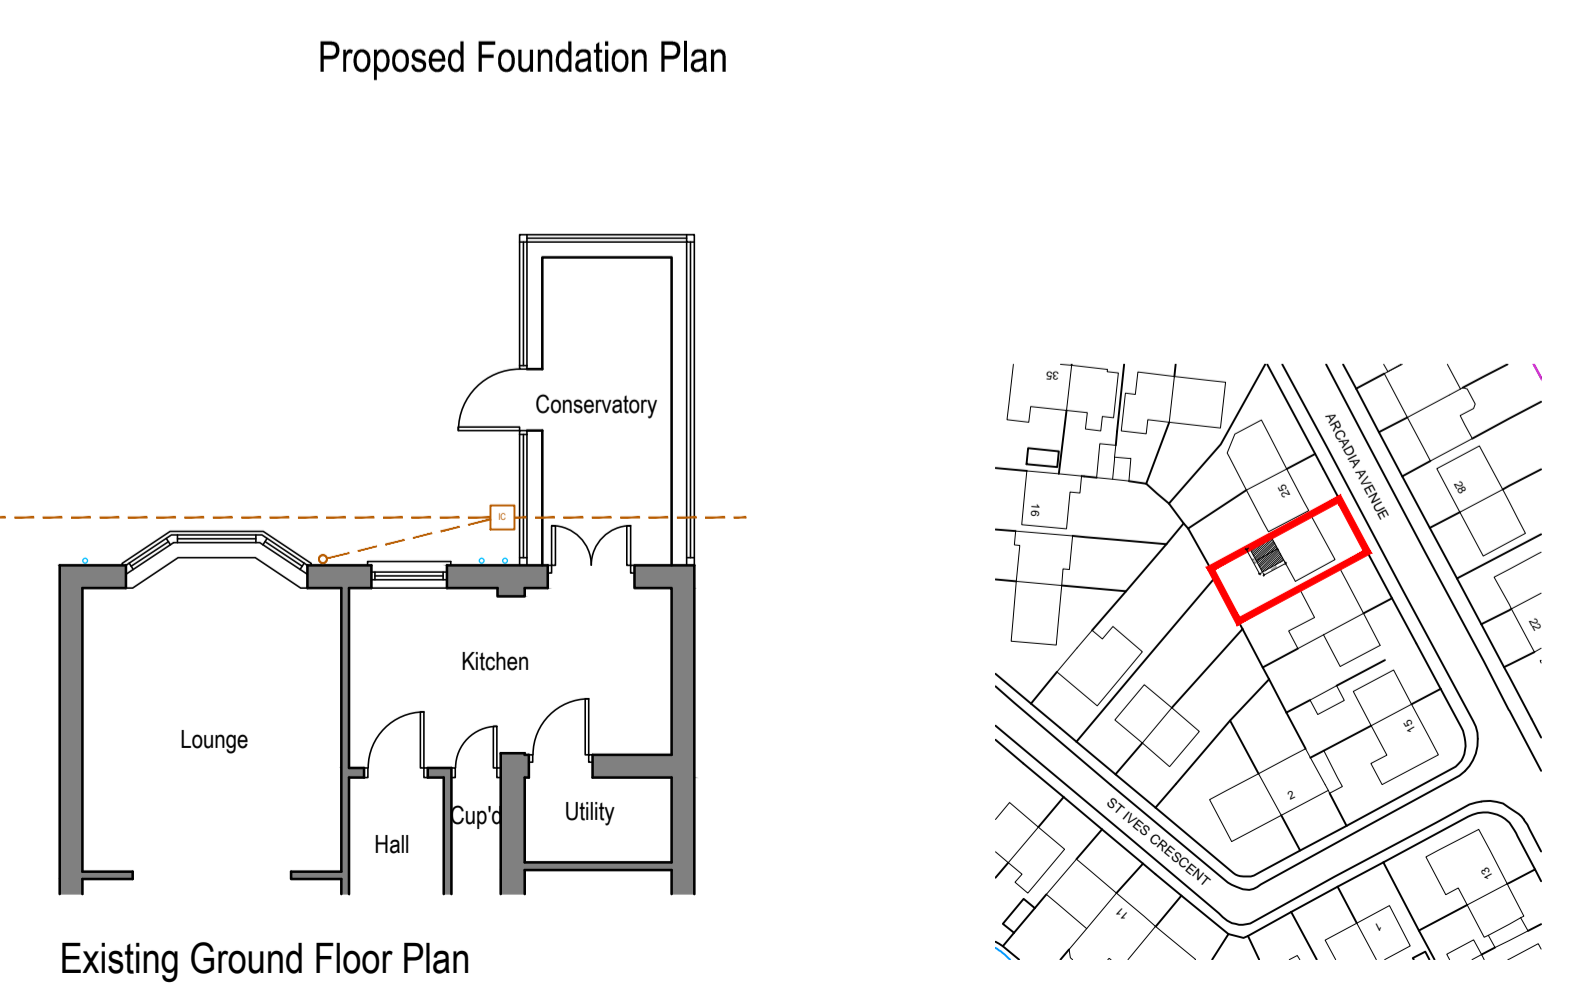 Proposed Foundation Plan
Conservatory
IC
Kitchen
Lounge
Utility
Cup'd
Hall
Existing Ground Floor Plan
35
ARCADIA AVENUE
28
25
16
22
15
2
ST IVES CRESCENT
13
11
1